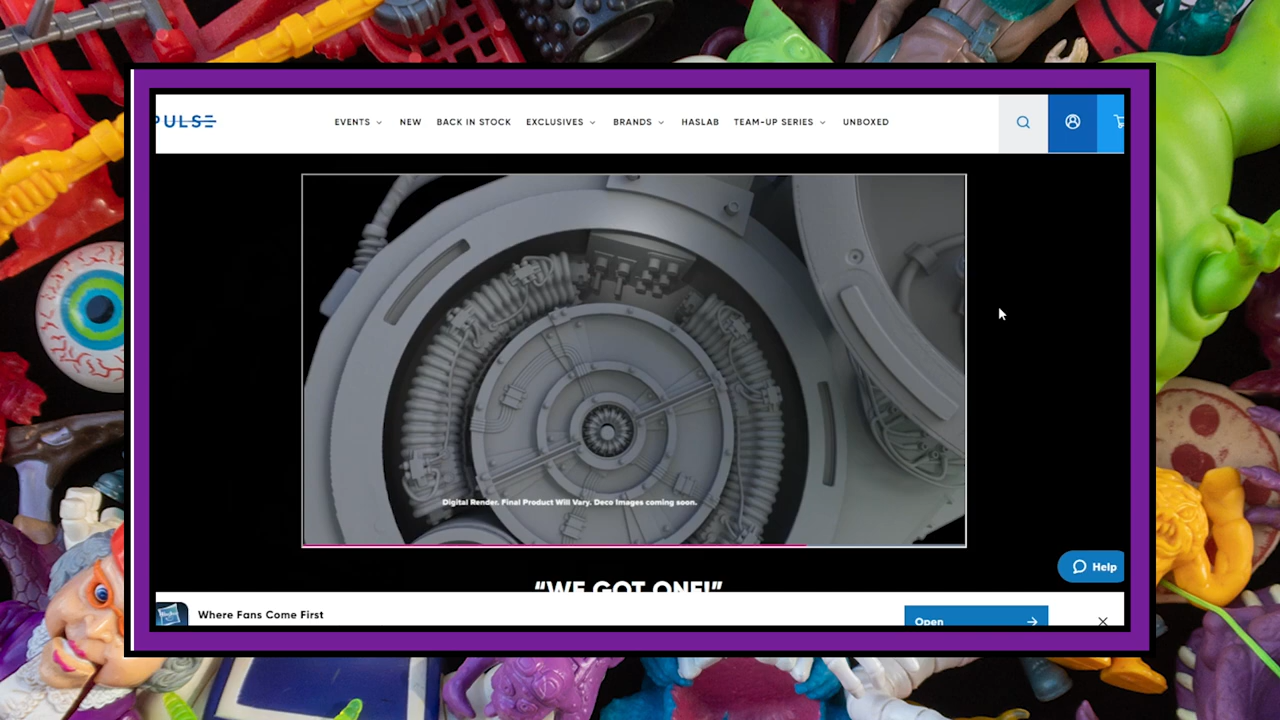 PULSE
EVENTS NEW BACK IN STOCK EXCLUSIVES BRANDS HASLAB TEAM-UP SERIES UNBOXED
Digital Render. Final Product Will Vary. Deco Images coming soon.
Help
“WE GOT ONE!”
Where Fans Come First
Open